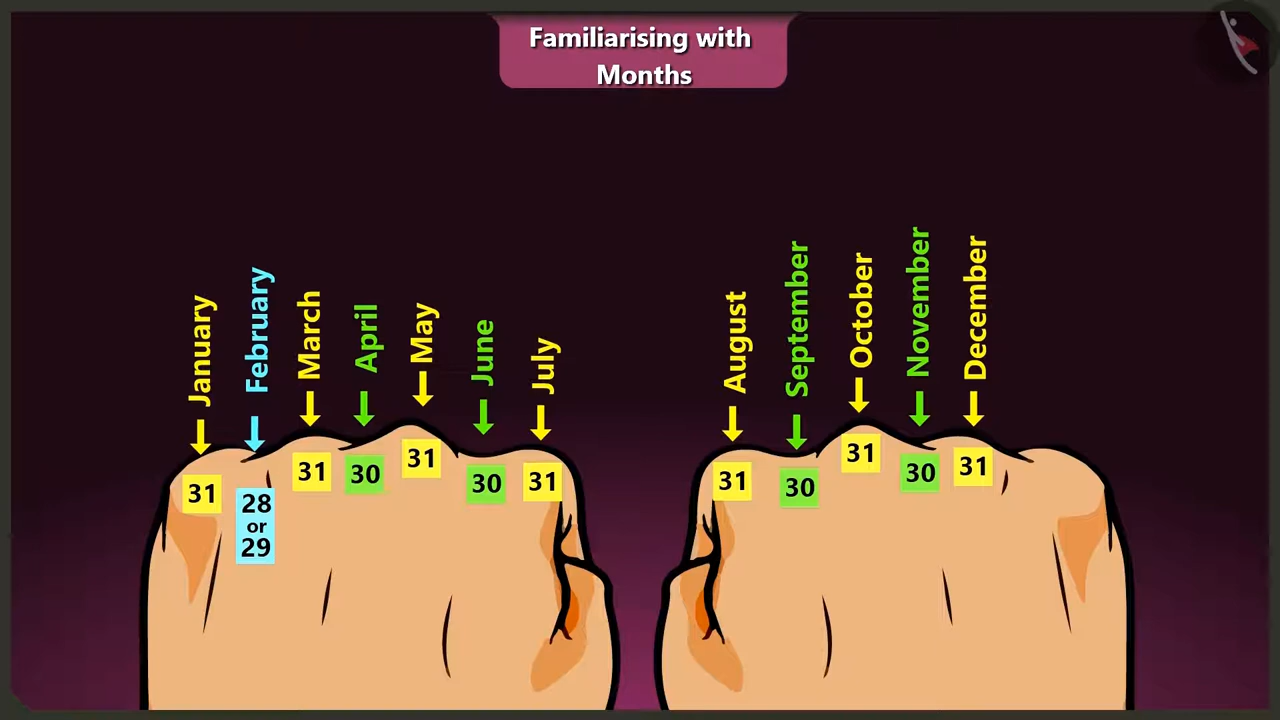 Familiarising with
Months
January
February
March
April
May
June
July
August
September
October
November
December
31
28
or
29
31
30
31
30
31
31
30
31
30
31